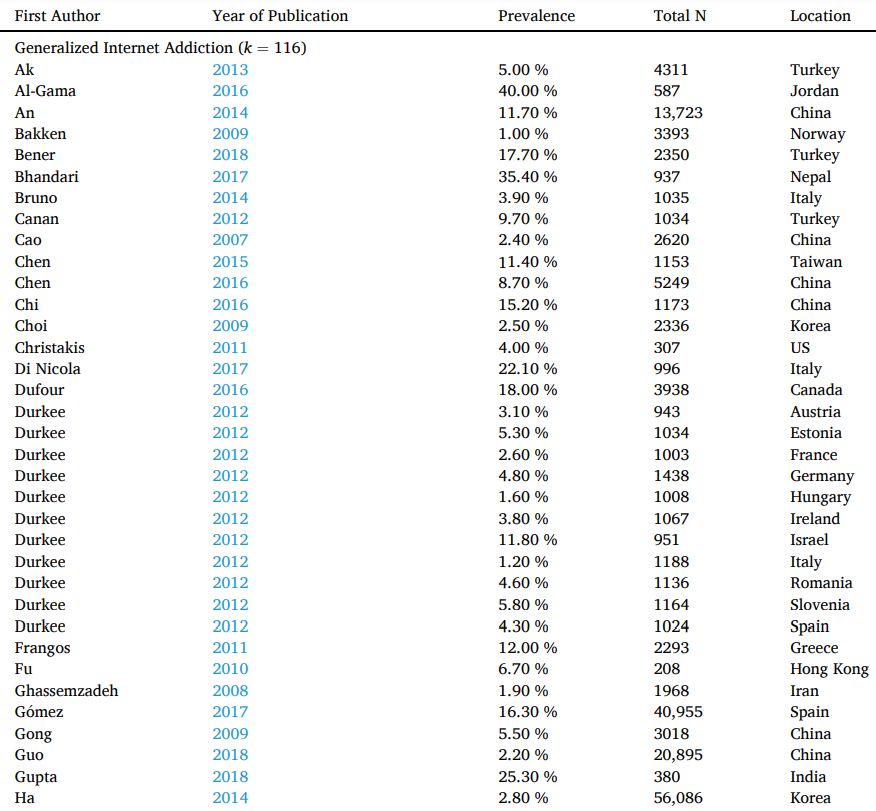 First Author Year of Publication Prevalence Total N Location
Generalized Internet Addiction (k = 116)
Ak 2013 5.00 % 4311 Turkey
Al-Gama 2016 40.00 % 587 Jordan
An 2014 11.70 % 13,723 China
Bakken 2009 1.00 % 3393 Norway
Bener 2018 17.70 % 2350 Turkey
Bhandari 2017 35.40 % 937 Nepal
Bruno 2014 3.90 % 1035 Italy
Canan 2012 9.70 % 1034 Turkey
Cao 2007 2.40 % 2620 China
Chen 2015 11.40 % 1153 Taiwan
Chen 2016 8.70 % 5249 China
Chi 2016 15.20 % 1173 China
Choi 2009 2.50 % 2336 Korea
Christakis 2011 4.00 % 307 US
Di Nicola 2017 22.10 % 996 Italy
Dufour 2016 18.00 % 3938 Canada
Durkee 2012 3.10 % 943 Austria
Durkee 2012 5.30 % 1034 Estonia
Durkee 2012 2.60 % 1003 France
Durkee 2012 4.80 % 1438 Germany
Durkee 2012 1.60 % 1008 Hungary
Durkee 2012 3.80 % 1067 Ireland
Durkee 2012 11.80 % 951 Israel
Durkee 2012 1.20 % 1188 Italy
Durkee 2012 4.60 % 1136 Romania
Durkee 2012 5.80 % 1164 Slovenia
Durkee 2012 4.30 % 1024 Spain
Frangos 2011 12.00 % 2293 Greece
Fu 2010 6.70 % 208 Hong Kong
Ghassemzadeh 2008 1.90 % 1968 Iran
Gómez 2017 16.30 % 40,955 Spain
Gong 2009 5.50 % 3018 China
Guo 2018 2.20 % 20,895 China
Gupta 2018 25.30 % 380 India
Ha 2014 2.80 % 56,086 Korea